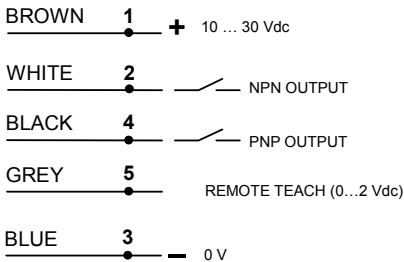 BROWN 1 + 10 … 30 Vdc
WHITE 2 NPN OUTPUT
BLACK 4 PNP OUTPUT
GREY 5 REMOTE TEACH (0…2 Vdc)
BLUE 3 – 0 V